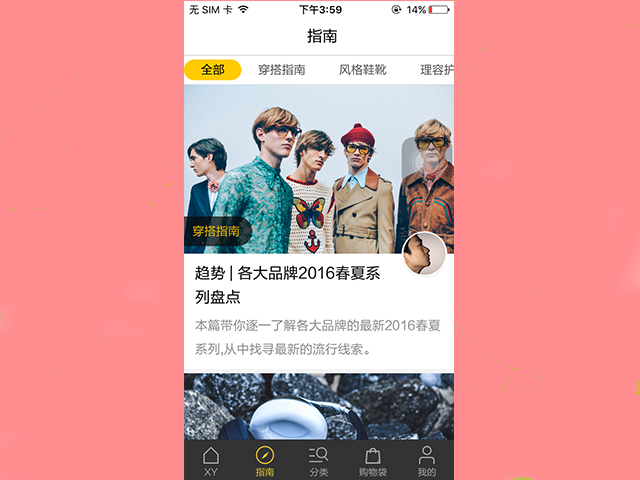 无 SIM 卡 下午3:59 14%
指南
全部 穿搭指南 风格鞋靴 理容护
穿搭指南
趋势 | 各大品牌2016春夏系
列盘点
本篇带你逐一了解各大品牌的最新2016春夏
系列,从中找寻最新的流行线索。
XY 指南 分类 购物袋 我的